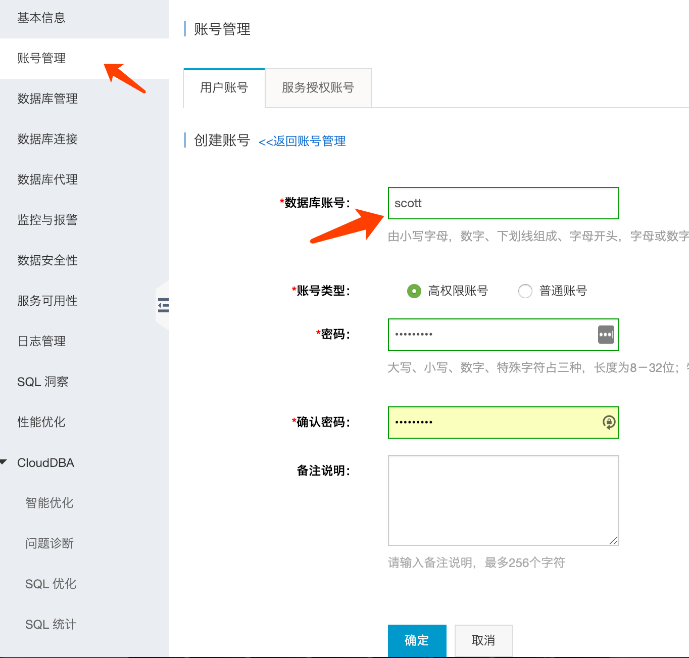 基本信息
账号管理
数据库管理
数据库连接
数据库代理
监控与报警
数据安全性
服务可用性
日志管理
SQL 洞察
性能优化
CloudDBA
智能优化
问题诊断
SQL 优化
SQL 统计
账号管理
用户账号 服务授权账号
创建账号 <<返回账号管理
*数据库账号： scott
由小写字母，数字、下划线组成、字母开头，字母或数字
*账号类型： 高权限账号 普通账号
*密码： •••••••••
大写、小写、数字、特殊字符占三种，长度为8－32位；
*确认密码： •••••••••
备注说明：
请输入备注说明，最多256个字符
确定 取消